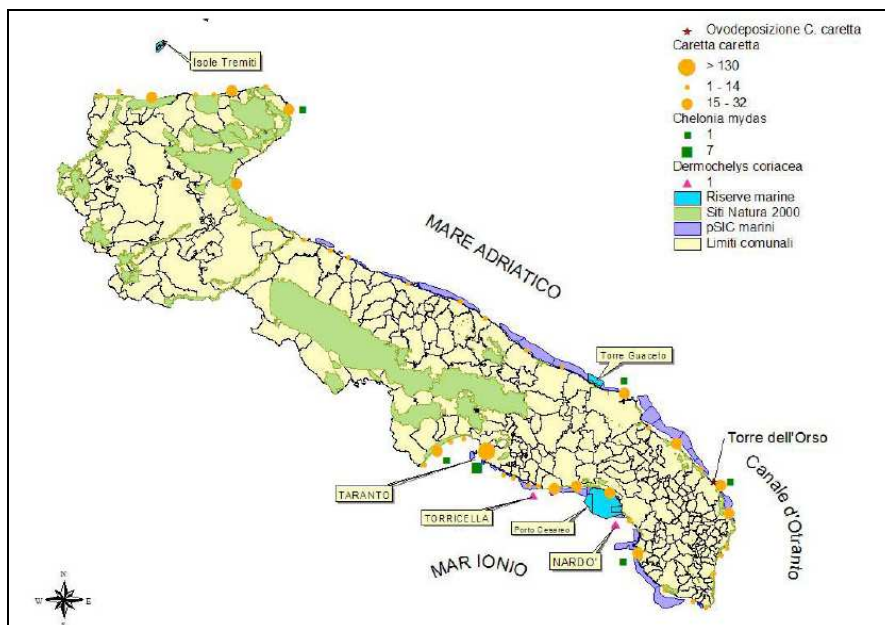 Isole Tremiti
Ovodeposizione C. caretta
Caretta caretta
> 130
1 - 14
15 - 32
Chelonia mydas
1
7
Dermochelys coriacea
1
Riserve marine
Siti Natura 2000
pSIC marini
Limiti comunali
MARE ADRIATICO
Torre Guaceto
Torre dell'Orso
Canale d'Otranto
TARANTO
TORRICELLA
Porto Cesareo
NARDO'
MAR IONIO
N
W E
S